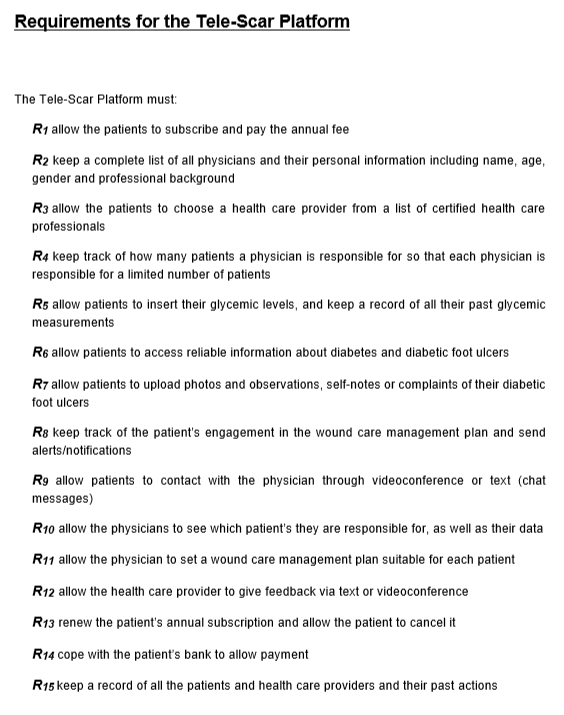 Requirements for the Tele-Scar Platform
The Tele-Scar Platform must:
R1 allow the patients to subscribe and pay the annual fee
R2 keep a complete list of all physicians and their personal information including name, age,
gender and professional background
R3 allow the patients to choose a health care provider from a list of certified health care
professionals
R4 keep track of how many patients a physician is responsible for so that each physician is
responsible for a limited number of patients
R5 allow patients to insert their glycemic levels, and keep a record of all their past glycemic
measurements
R6 allow patients to access reliable information about diabetes and diabetic foot ulcers
R7 allow patients to upload photos and observations, self-notes or complaints of their diabetic
foot ulcers
R8 keep track of the patient's engagement in the wound care management plan and send
alerts/notifications
R9 allow patients to contact with the physician through videoconference or text (chat
messages)
R10 allow the physicians to see which patient's they are responsible for, as well as their data
R11 allow the physician to set a wound care management plan suitable for each patient
R12 allow the health care provider to give feedback via text or videoconference
R13 renew the patient's annual subscription and allow the patient to cancel it
R14 cope with the patient's bank to allow payment
R15 keep a record of all the patients and health care providers and their past actions